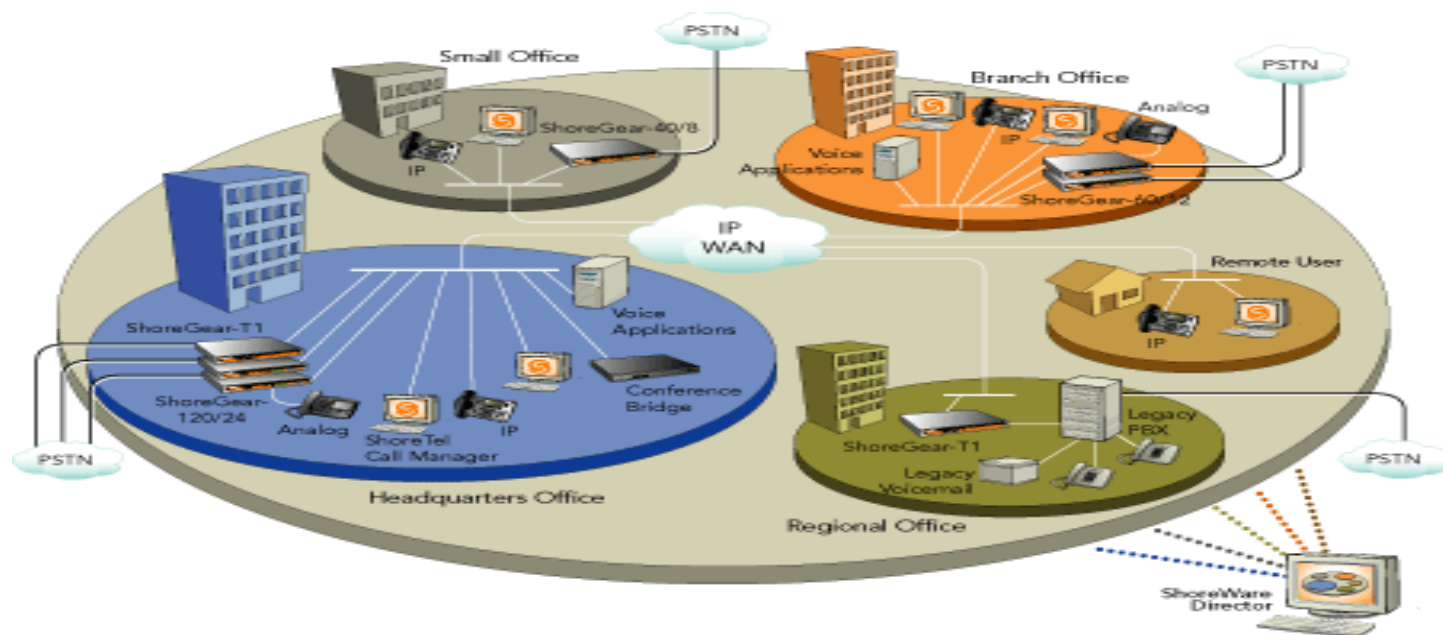 PSTN
Small Office
ShoreGear-40/8
IP
Branch Office
PSTN
Analog
IP
Voice
Applications
ShoreGear-60/12
IP
WAN
Remote User
IP
Voice
Applications
ShoreGear-T1
ShoreGear-
120/24
Analog
ShoreTel
Call Manager
IP
Conference
Bridge
PSTN
Headquarters Office
Legacy
PBX
ShoreGear-T1
Legacy
Voicemail
PSTN
Regional Office
ShoreWare
Director